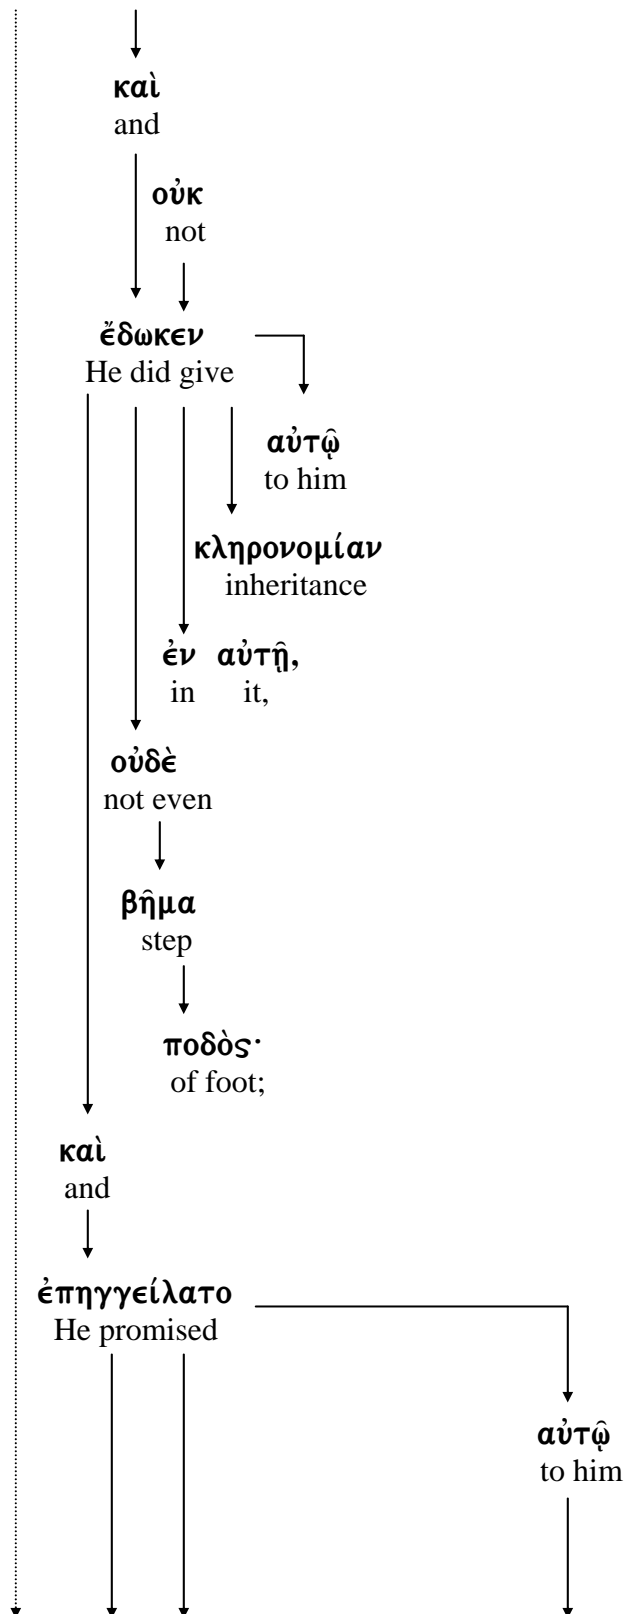 καὶ
and
οὐκ
not
ἔδωκεν
He did give
αὐτῷ
to him
κληρονομίαν
inheritance
ἐν αὐτῇ,
in it,
οὐδὲ
not even
βῆμα
step
ποδὸς·
of foot;
καὶ
and
ἐπηγγείλατο
He promised
αὐτῷ
to him